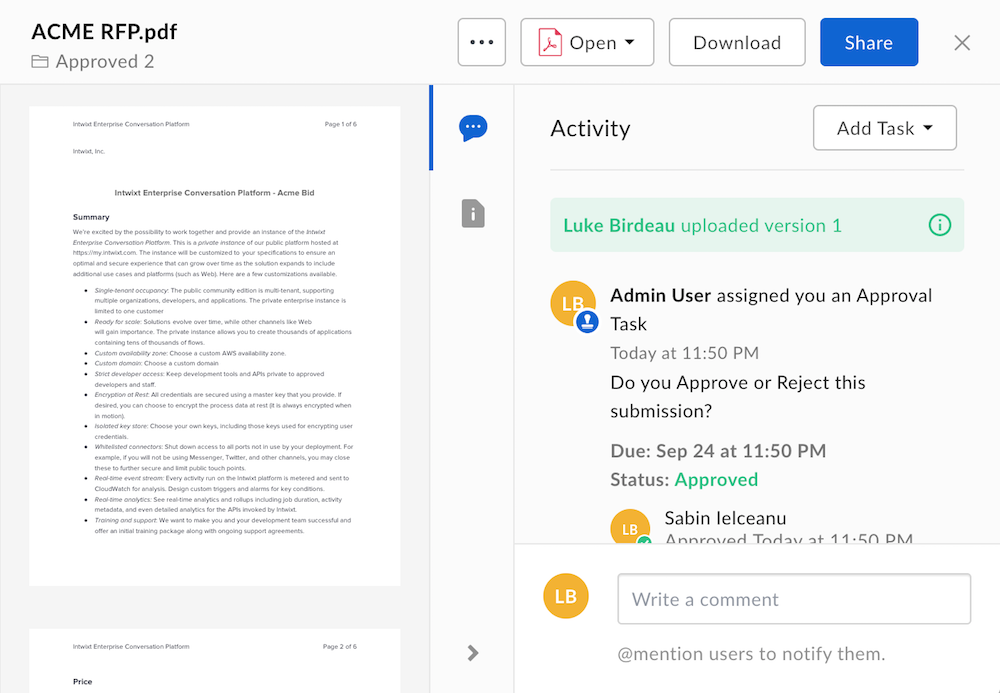 ACME RFP.pdf
Approved 2
Open
Download
Share
Intwixt Enterprise Conversation Platform
Page 1 of 6
Intwixt, Inc.
Intwixt Enterprise Conversation Platform - Acme Bid
Summary
We're excited by the possibility to work together and provide an instance of the Intwixt
Enterprise Conversation Platform. This is a private instance of our public platform hosted at
https://my.intwixt.com. The instance will be customized to your specifications to ensure an
optimal and secure experience that can grow over time as the solution expands to include
additional use cases and platforms (such as Web). Here are a few customizations available.
• Single-tenant occupancy: The public community edition is multi-tenant, supporting
multiple organizations, developers, and applications. The private enterprise instance is
limited to one customer
• Ready for scale: Solutions evolve over time, while other channels like Web
will gain importance. The private instance allows you to create thousands of applications
containing tens of thousands of flows.
• Custom availability zone: Choose a custom AWS availability zone.
• Custom domain: Choose a custom domain
• Strict developer access: Keep development tools and APIs private to approved
developers and staff.
• Encryption at Rest: All credentials are secured using a master key that you provide. If
desired, you can choose to encrypt the process data at rest (it is always encrypted when
in motion).
• Isolated key store: Choose your own keys, including those keys used for encrypting user
credentials.
• Whitelisted connectors: Shut down access to all ports not in use by your deployment. For
example, if you will not be using Messenger, Twitter, and other channels, you may close
these to further secure and limit public touch points.
• Real-time event stream: Every activity run on the Intwixt platform is metered and sent to
CloudWatch for analysis. Design custom triggers and alarms for key conditions.
• Real-time analytics: See real-time analytics and rollups including job duration, activity
metadata, and even detailed analytics for the APIs invoked by Intwixt.
• Training and support: We want to make you and your development team successful and
offer an initial training package along with ongoing support agreements.
Intwixt Enterprise Conversation Platform
Page 2 of 6
Price
Activity
Add Task
Luke Birdeau uploaded version 1
LB
Admin User assigned you an Approval
Task
Today at 11:50 PM
Do you Approve or Reject this
submission?
Due: Sep 24 at 11:50 PM
Status: Approved
LB
Sabin Ielceanu
Approved Today at 11:50 PM
LB
Write a comment
@mention users to notify them.